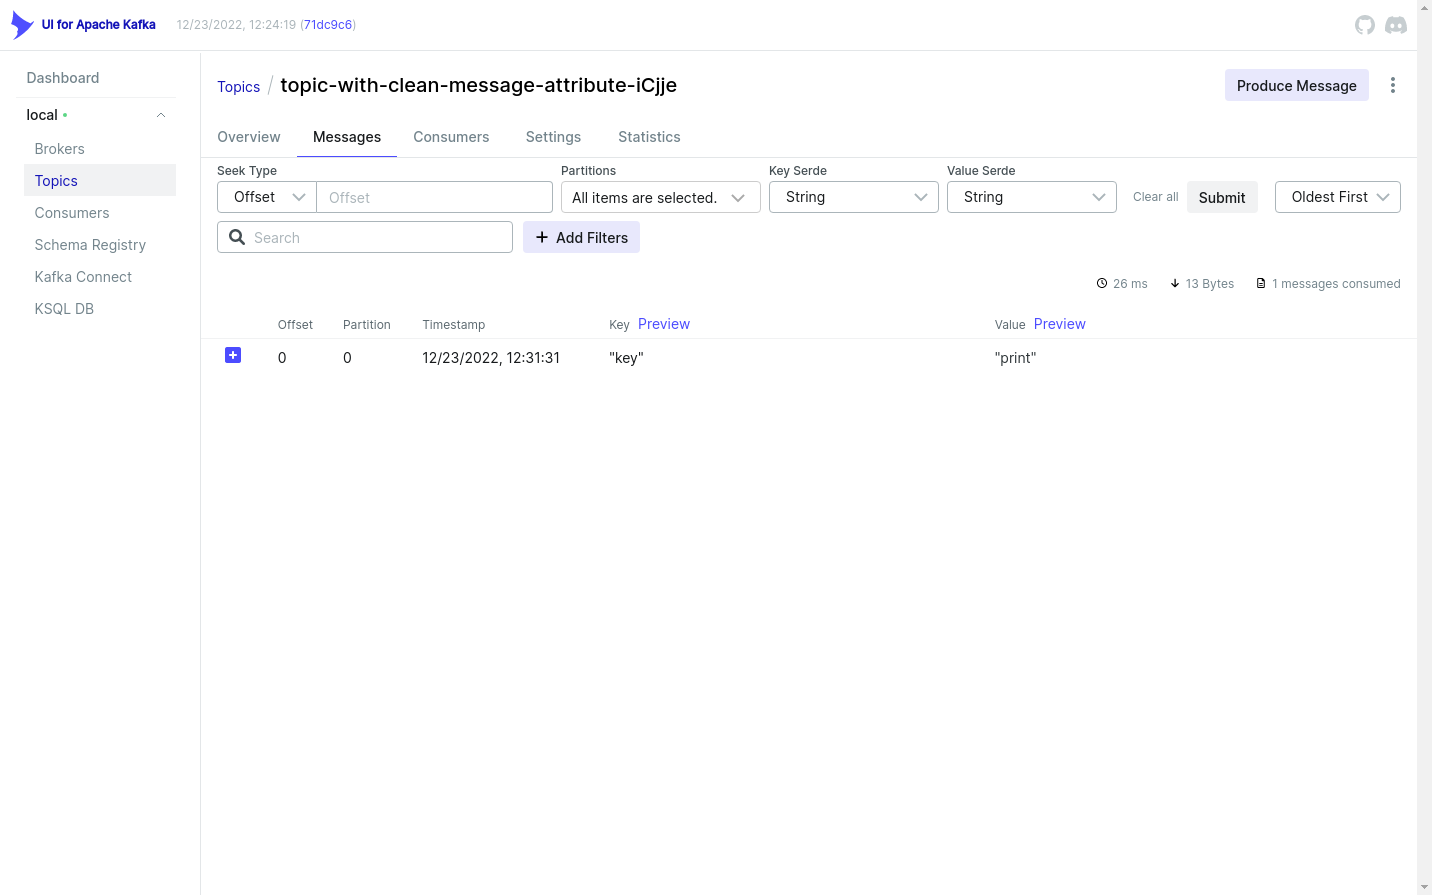 UI for Apache Kafka 12/23/2022, 12:24:19 (71dc9c6)
Dashboard
local
Brokers
Topics
Consumers
Schema Registry
Kafka Connect
KSQL DB
Topics / topic-with-clean-message-attribute-iCjje
Produce Message
Overview Messages Consumers Settings Statistics
Seek Type Partitions Key Serde Value Serde
Offset Offset All items are selected. String String Clear all Submit Oldest First
Search Add Filters
26 ms 13 Bytes 1 messages consumed
Offset Partition Timestamp Key Preview Value Preview
0 0 12/23/2022, 12:31:31 "key" "print"